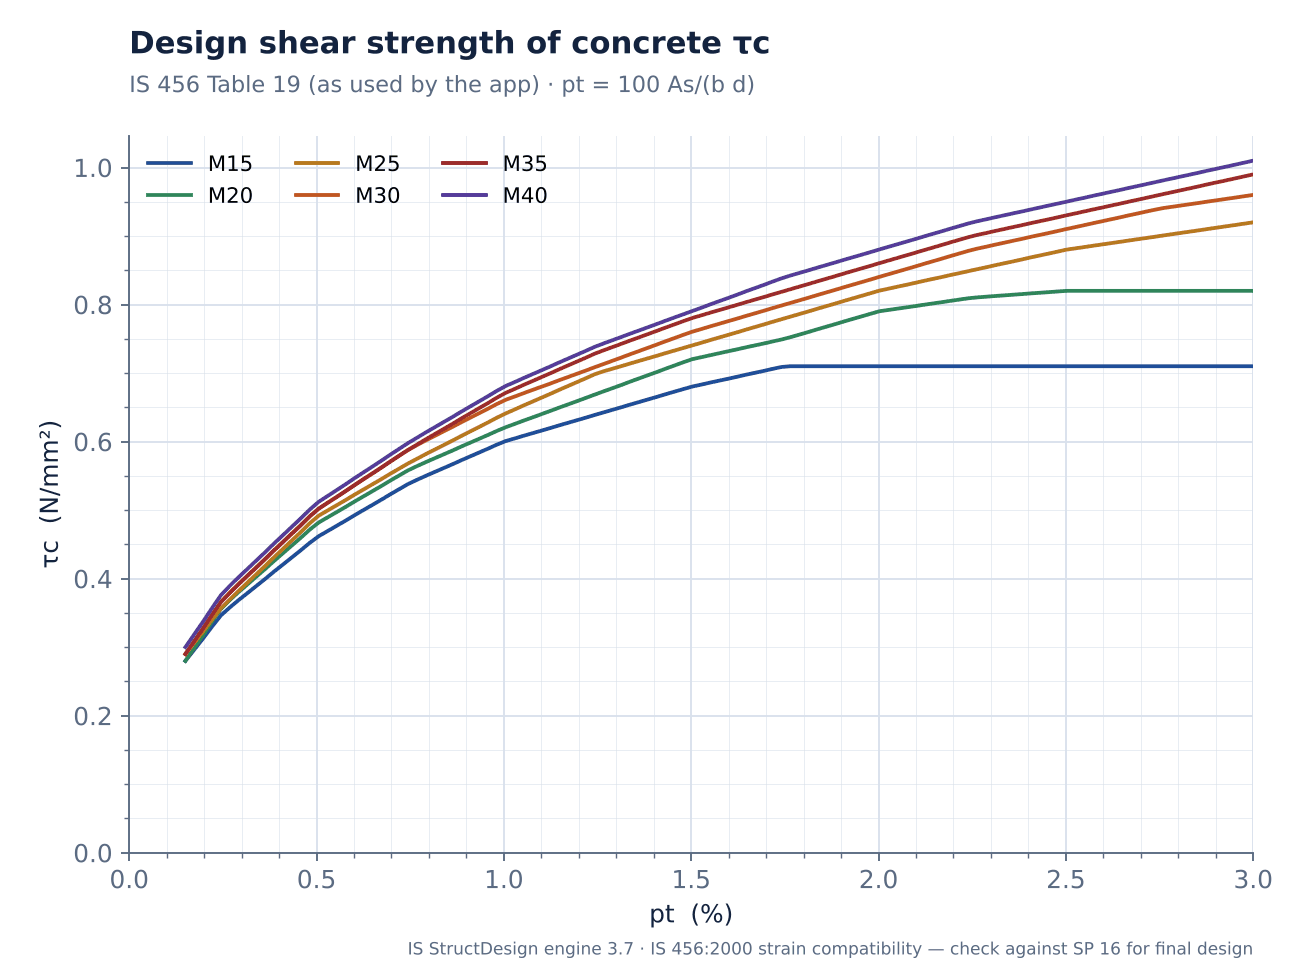 Design shear strength of concrete τc
IS 456 Table 19 (as used by the app) · pt = 100 As/(b d)
M15 M25 M35
M20 M30 M40
1.0
0.8
0.6
0.4
0.2
0.0
τc (N/mm²)
0.0 0.5 1.0 1.5 2.0 2.5 3.0
pt (%)
IS StructDesign engine 3.7 · IS 456:2000 strain compatibility — check against SP 16 for final design